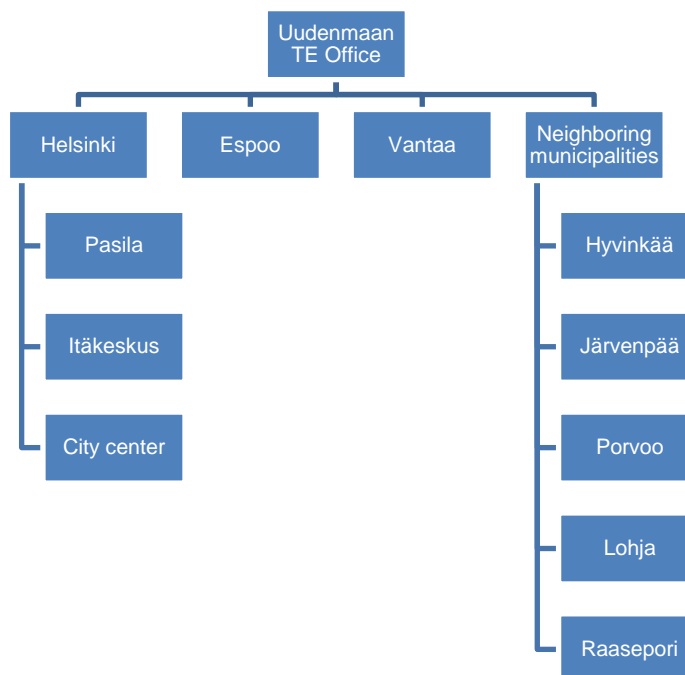 Uudenmaan
TE Office
Helsinki
Espoo
Vantaa
Neighboring
municipalities
Pasila
Itäkeskus
City center
Hyvinkää
Järvenpää
Porvoo
Lohja
Raasepori